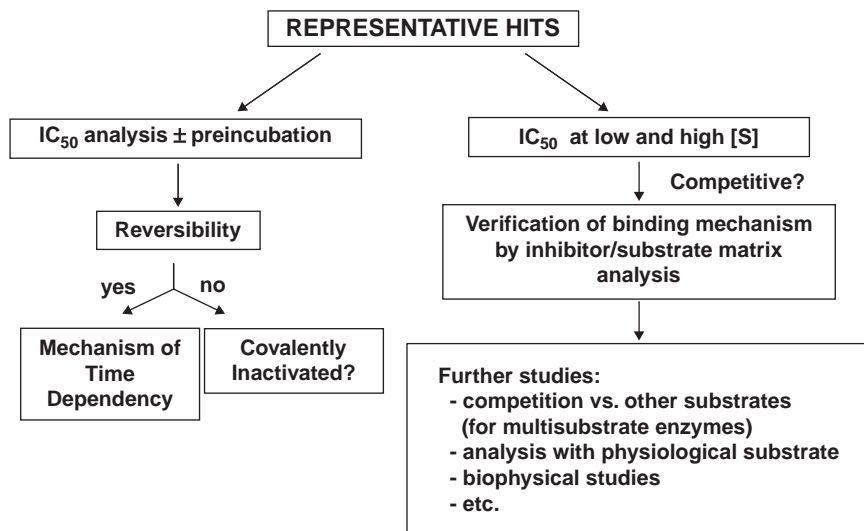 REPRESENTATIVE HITS
IC50 analysis ± preincubation
Reversibility
yes
no
Mechanism of
Time
Dependency
Covalently
Inactivated?
IC50 at low and high [S]
Competitive?
Verification of binding mechanism
by inhibitor/substrate matrix
analysis
Further studies:
- competition vs. other substrates
(for multisubstrate enzymes)
- analysis with physiological substrate
- biophysical studies
- etc.